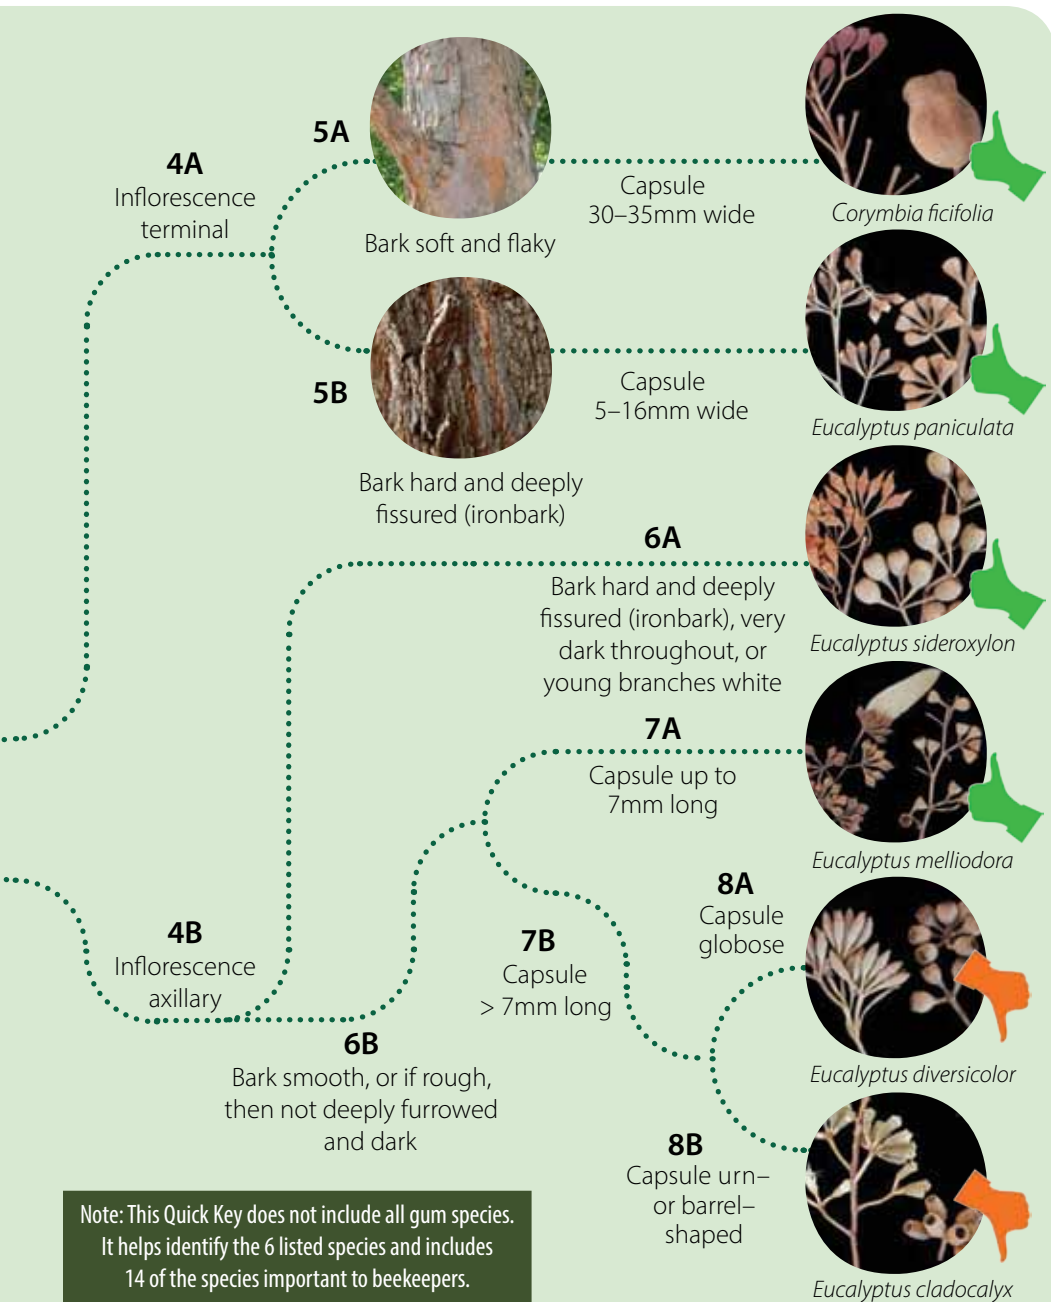 4A
Inflorescence
terminal
5A
Bark soft and flaky
Capsule
30–35mm wide
Corymbia ficifolia
5B
Bark hard and deeply
fissured (ironbark)
Capsule
5–16mm wide
Eucalyptus paniculata
4B
Inflorescence
axillary
6A
Bark hard and deeply
fissured (ironbark), very
dark throughout, or
young branches white
Eucalyptus sideroxylon
6B
Bark smooth, or if rough,
then not deeply furrowed
and dark
7A
Capsule up to
7mm long
Eucalyptus melliodora
7B
Capsule
> 7mm long
8A
Capsule
globose
Eucalyptus diversicolor
8B
Capsule urn–
or barrel–
shaped
Eucalyptus cladocalyx
Note: This Quick Key does not include all gum species.
It helps identify the 6 listed species and includes
14 of the species important to beekeepers.